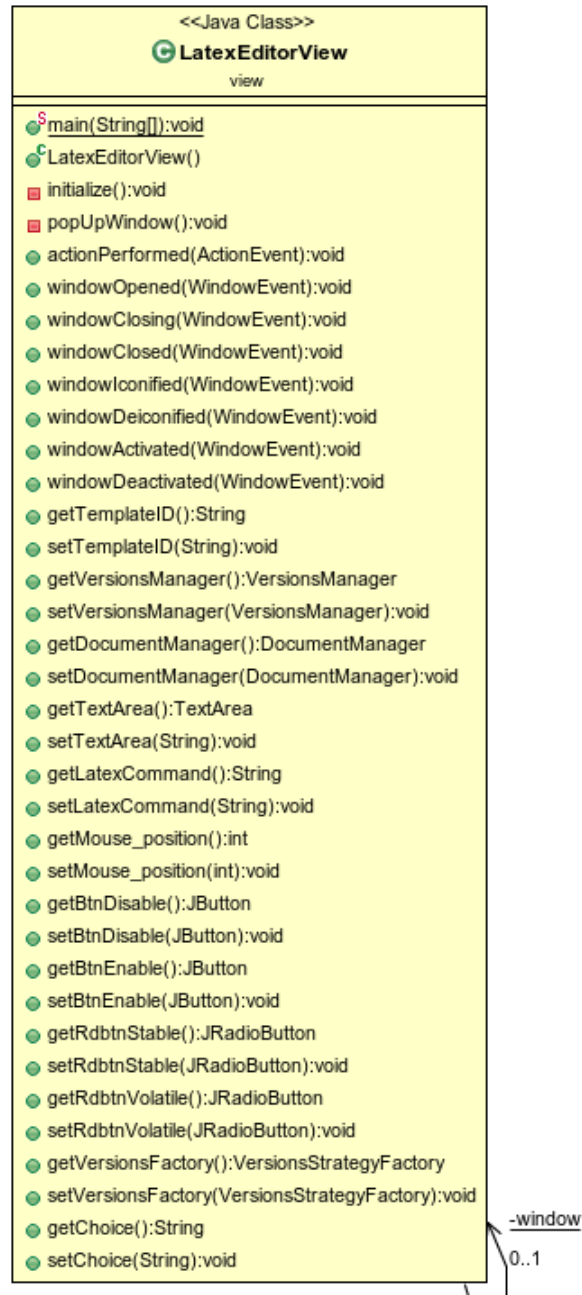 <<Java Class>>
LatexEditorView
view
main(String[]):void
LatexEditorView()
initialize():void
popUpWindow():void
actionPerformed(ActionEvent):void
windowOpened(WindowEvent):void
windowClosing(WindowEvent):void
windowClosed(WindowEvent):void
windowIconified(WindowEvent):void
windowDeiconified(WindowEvent):void
windowActivated(WindowEvent):void
windowDeactivated(WindowEvent):void
getTemplateID():String
setTemplateID(String):void
getVersionsManager():VersionsManager
setVersionsManager(VersionsManager):void
getDocumentManager():DocumentManager
setDocumentManager(DocumentManager):void
getTextArea():TextArea
setTextArea(String):void
getLatexCommand():String
setLatexCommand(String):void
getMouse_position():int
setMouse_position(int):void
getBtnDisable():JButton
setBtnDisable(JButton):void
getBtnEnable():JButton
setBtnEnable(JButton):void
getRdbtnStable():JRadioButton
setRdbtnStable(JRadioButton):void
getRdbtnVolatile():JRadioButton
setRdbtnVolatile(JRadioButton):void
getVersionsFactory():VersionsStrategyFactory
setVersionsFactory(VersionsStrategyFactory):void
getChoice():String
setChoice(String):void
-window
0..1